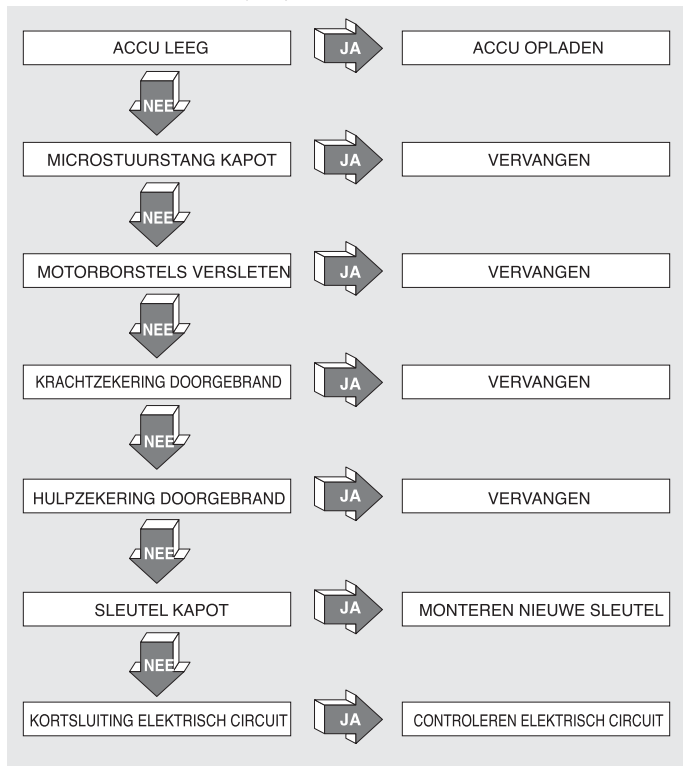 ACCU LEEG
JA
ACCU OPLADEN
NEE
MICROSTUURSTANG KAPOT
JA
VERVANGEN
NEE
MOTORBORSTELS VERSLETEN
JA
VERVANGEN
NEE
KRACHTZEKERING DOORGEBRAND
JA
VERVANGEN
NEE
HULPZEKERING DOORGEBRAND
JA
VERVANGEN
NEE
SLEUTEL KAPOT
JA
MONTEREN NIEUWE SLEUTEL
NEE
KORTSLUITING ELEKTRISCH CIRCUIT
JA
CONTROLEREN ELEKTRISCH CIRCUIT